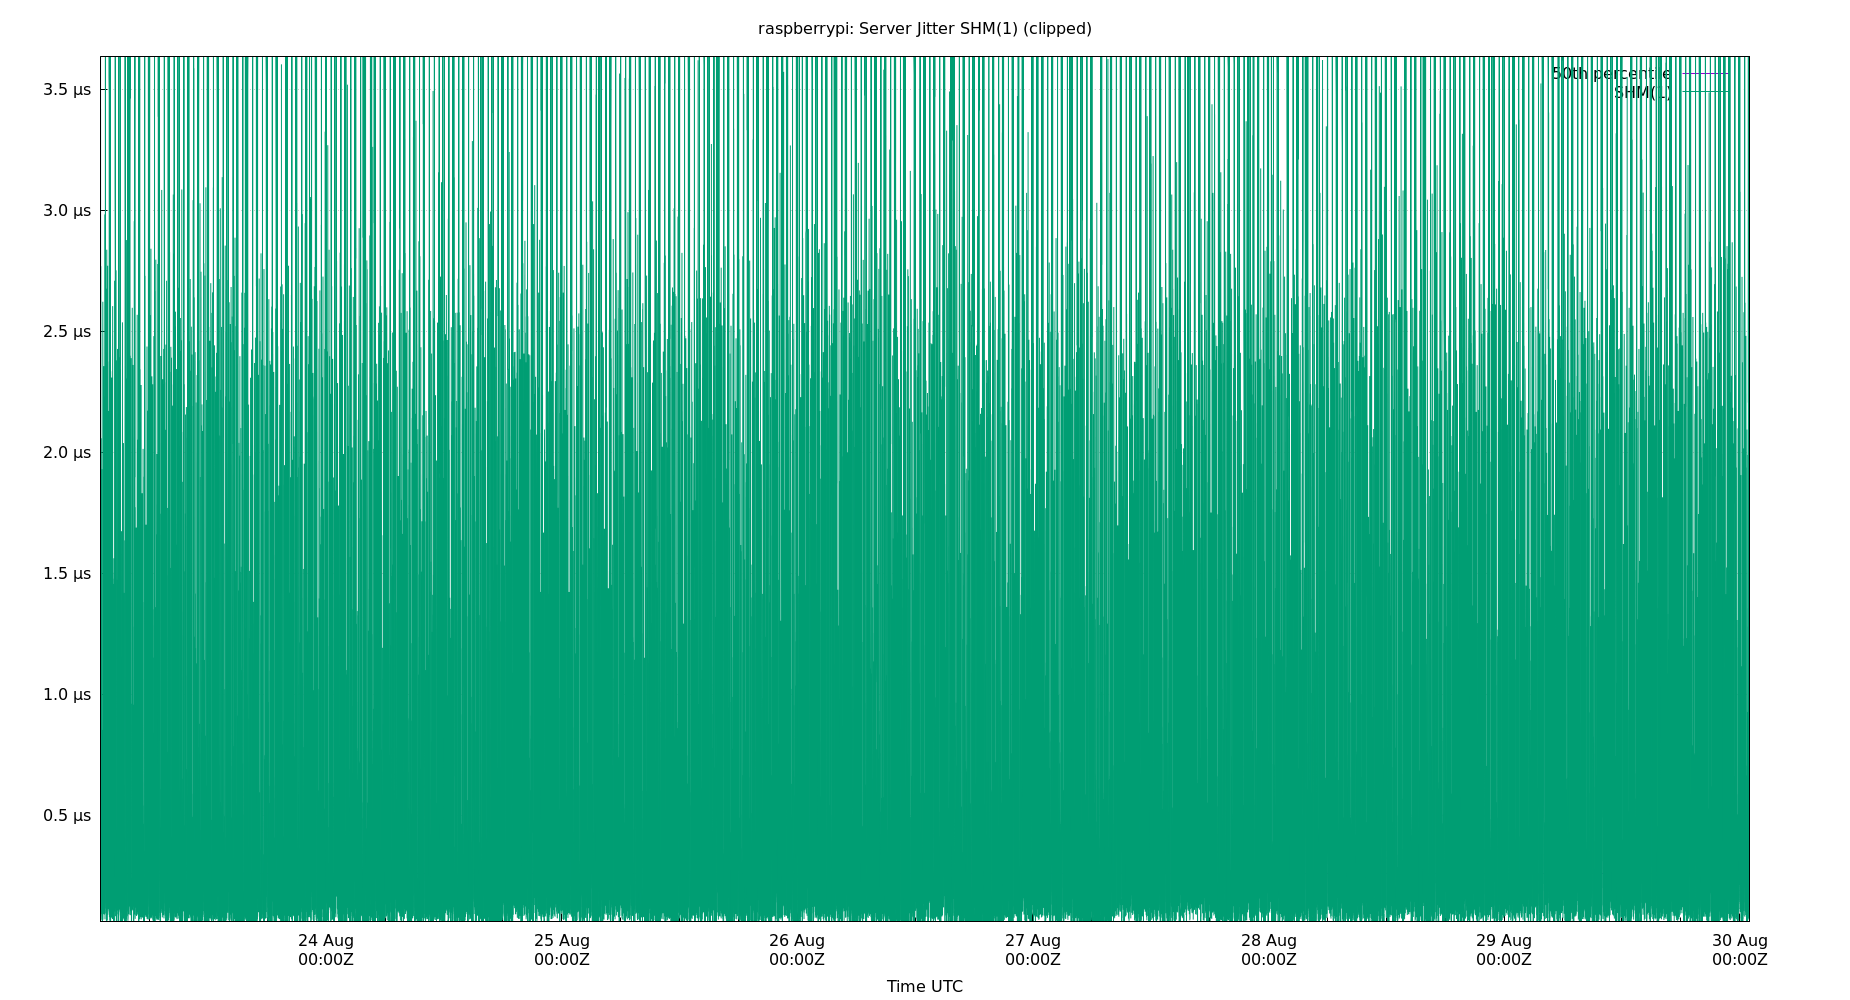 raspberrypi: Server Jitter SHM(1) (clipped)
50th percentile
SHM(1)
3.5 µs
3.0 µs
2.5 µs
2.0 µs
1.5 µs
1.0 µs
0.5 µs
24 Aug 25 Aug 26 Aug 27 Aug 28 Aug 29 Aug 30 Aug
00:00Z 00:00Z 00:00Z 00:00Z 00:00Z 00:00Z 00:00Z
Time UTC